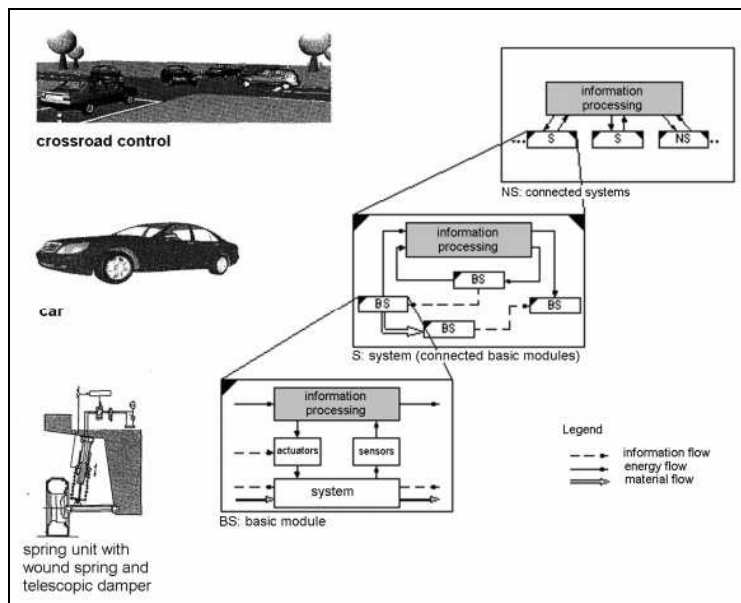 crossroad control
information
processing
S
S
NS
NS: connected systems
car
information
processing
BS
BS
BS
BS
S: system (connected basic modules)
spring unit with
wound spring and
telescopic damper
information
processing
actuators
sensors
system
BS: basic module
Legend
information flow
energy flow
material flow